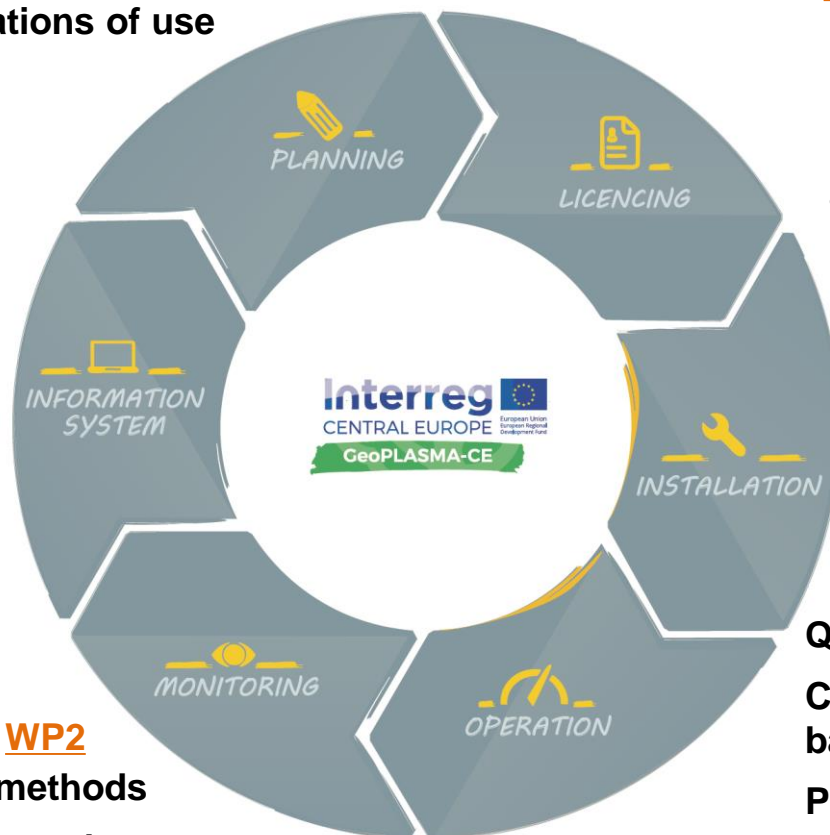 ations of use
PLANNING
LICENCING
INFORMATION
SYSTEM
Interreg
CENTRAL EUROPE
European Union
European Regional
Development Fund
GeoPLASMA-CE
INSTALLATION
MONITORING
OPERATION
WP2
methods
Q
C
ba
P